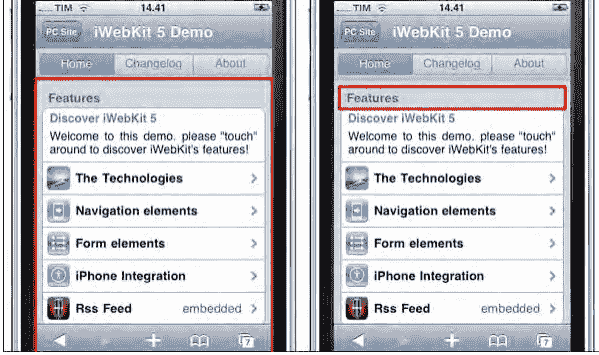 TIM 14.41
PC Site iWebKit 5 Demo
Home Changelog About
Features
Discover iWebKit 5
Welcome to this demo. please "touch"
around to discover iWebKit's features!
The Technologies
Navigation elements
Form elements
iPhone Integration
Rss Feed embedded
7
TIM 14.41
PC Site iWebKit 5 Demo
Home Changelog About
Features
Discover iWebKit 5
Welcome to this demo. please "touch"
around to discover iWebKit's features!
The Technologies
Navigation elements
Form elements
iPhone Integration
Rss Feed embedded
7